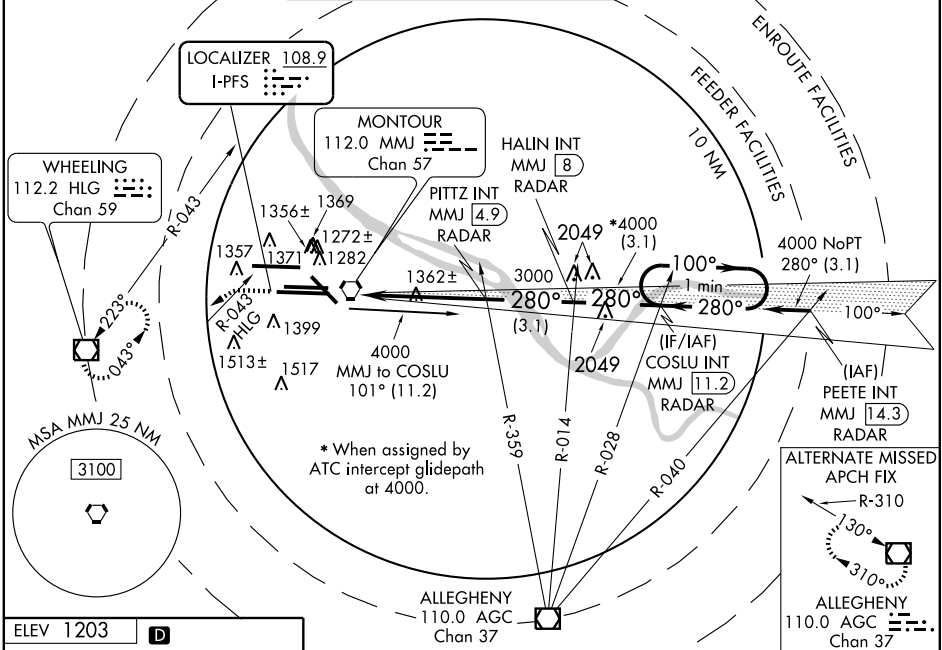 LOCALIZER 108.9
I-PFS
MONTOUR
112.0 MMJ
Chan 57
WHEELING
112.2 HLG
Chan 59
R-043
HALIN INT
MMJ 8
RADAR
PITTZ INT
MMJ 4.9
RADAR
10 NM
FEEDER FACILITIES
ENROUTE FACILITIES
1356±
1369
1272±
1282
1357
1371
1362±
1399
1513±
1517
2049
*4000
(3.1)
4000 NoPT
280° (3.1)
3000
280°
(3.1)
280°
2049
100°
1 min
280°
100°
R-043
HLG
223°
043°
4000
MMJ to COSLU
101° (11.2)
(IF/IAF)
COSLU INT
MMJ 11.2
RADAR
(IAF)
PEETE INT
MMJ 14.3
RADAR
R-359
R-014
R-028
R-040
* When assigned by
ATC intercept glidepath
at 4000.
MSA MMJ 25 NM
3100
ALTERNATE MISSED
APCH FIX
R-310
130°
310°
ALLEGHENY
110.0 AGC
Chan 37
ALLEGHENY
110.0 AGC
Chan 37
ELEV 1203
D